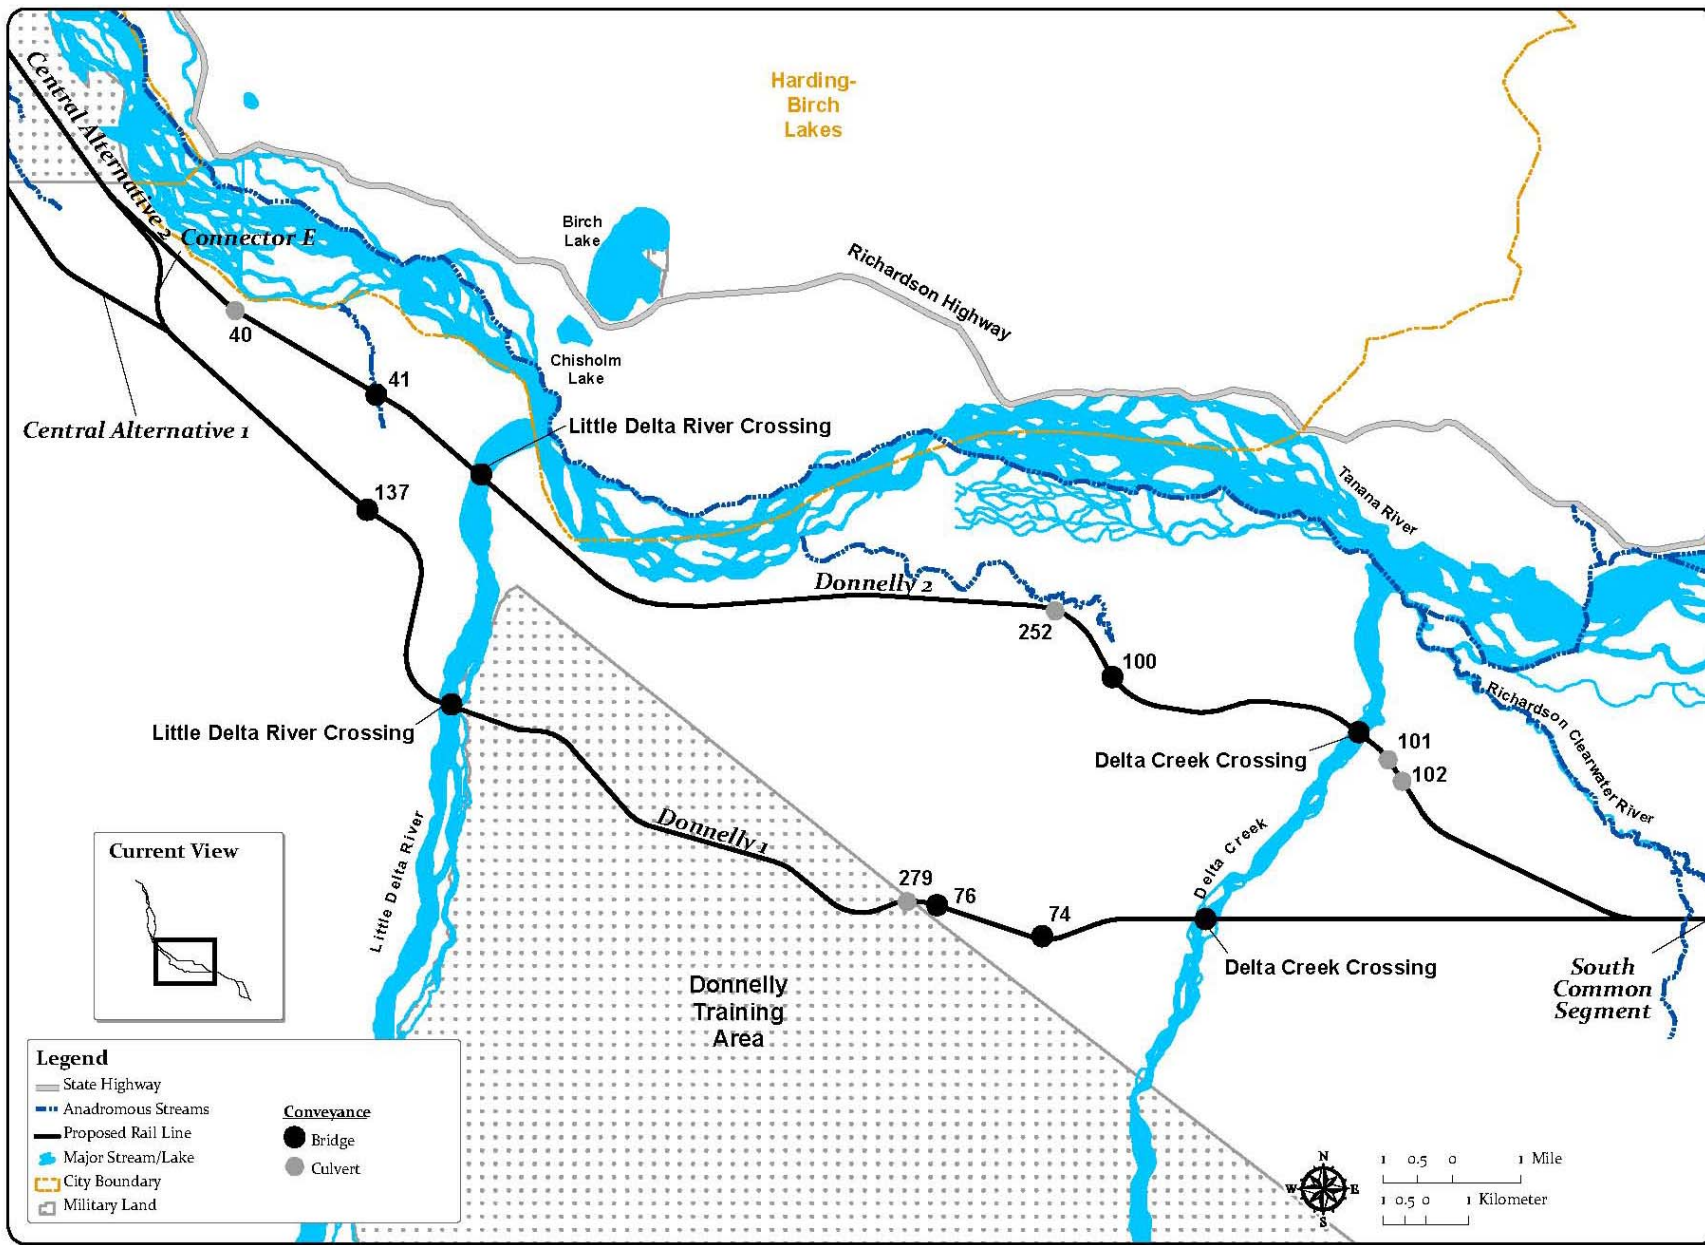 Harding-
Birch
Lakes
Central Alternative 2
Connector E
Birch
Lake
Richardson Highway
40
Chisholm
Lake
41
Central Alternative 1
Little Delta River Crossing
137
Tanana River
Donnelly 2
252
100
Richardson Clearwater River
Little Delta River Crossing
Delta Creek Crossing
101
102
Donnelly 1
Little Delta River
Delta Creek
279
76
74
Delta Creek Crossing
South
Common
Segment
Donnelly
Training
Area
Current View
Legend
State Highway
Anadromous Streams
Proposed Rail Line
Major Stream/Lake
City Boundary
Military Land
Conveyance
Bridge
Culvert
N
W E
S
1 0.5 0 1 Mile
1 0.5 0 1 Kilometer